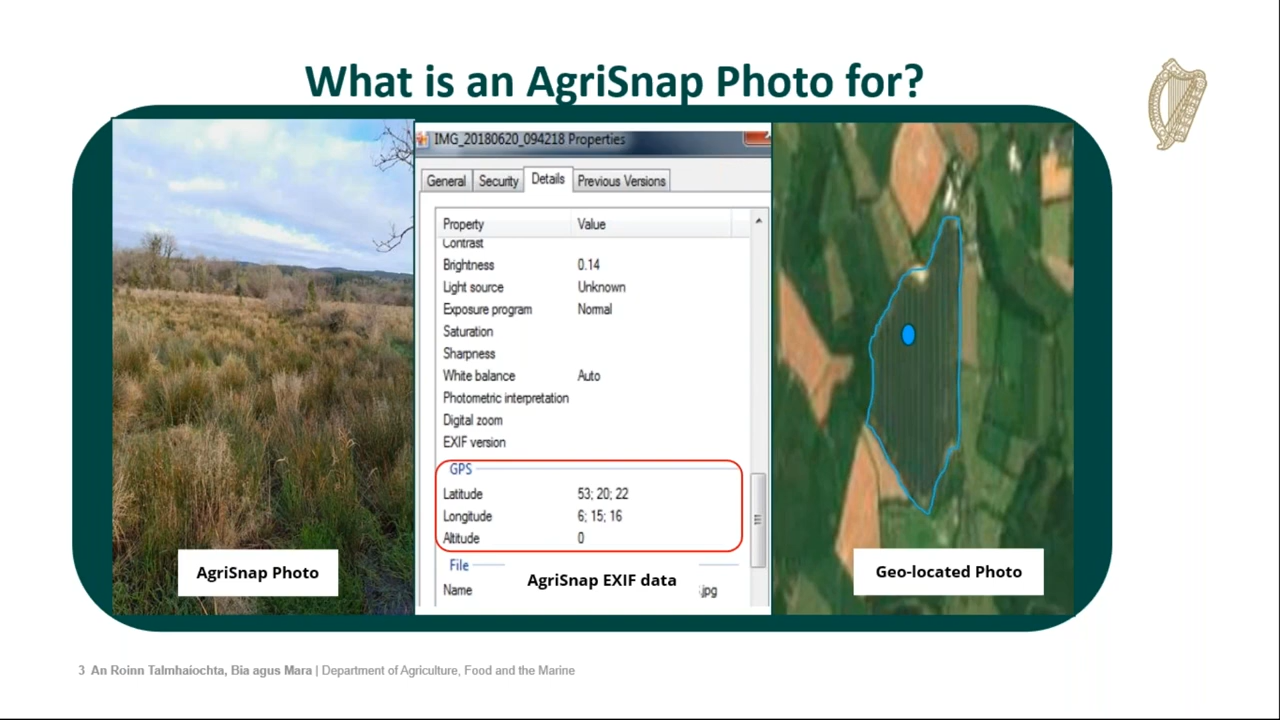 What is an AgriSnap Photo for?
IMG_20180620_094218 Properties
General Security Details Previous Versions
Property Value
Contrast
Brightness 0.14
Light source Unknown
Exposure program Normal
Saturation
Sharpness
White balance Auto
Photometric interpretation
Digital zoom
EXIF version
GPS
Latitude 53; 20; 22
Longitude 6; 15; 16
Altitude 0
File
Name .jpg
AgriSnap Photo
AgriSnap EXIF data
Geo-located Photo
3 An Roinn Talmhaíochta, Bia agus Mara | Department of Agriculture, Food and the Marine